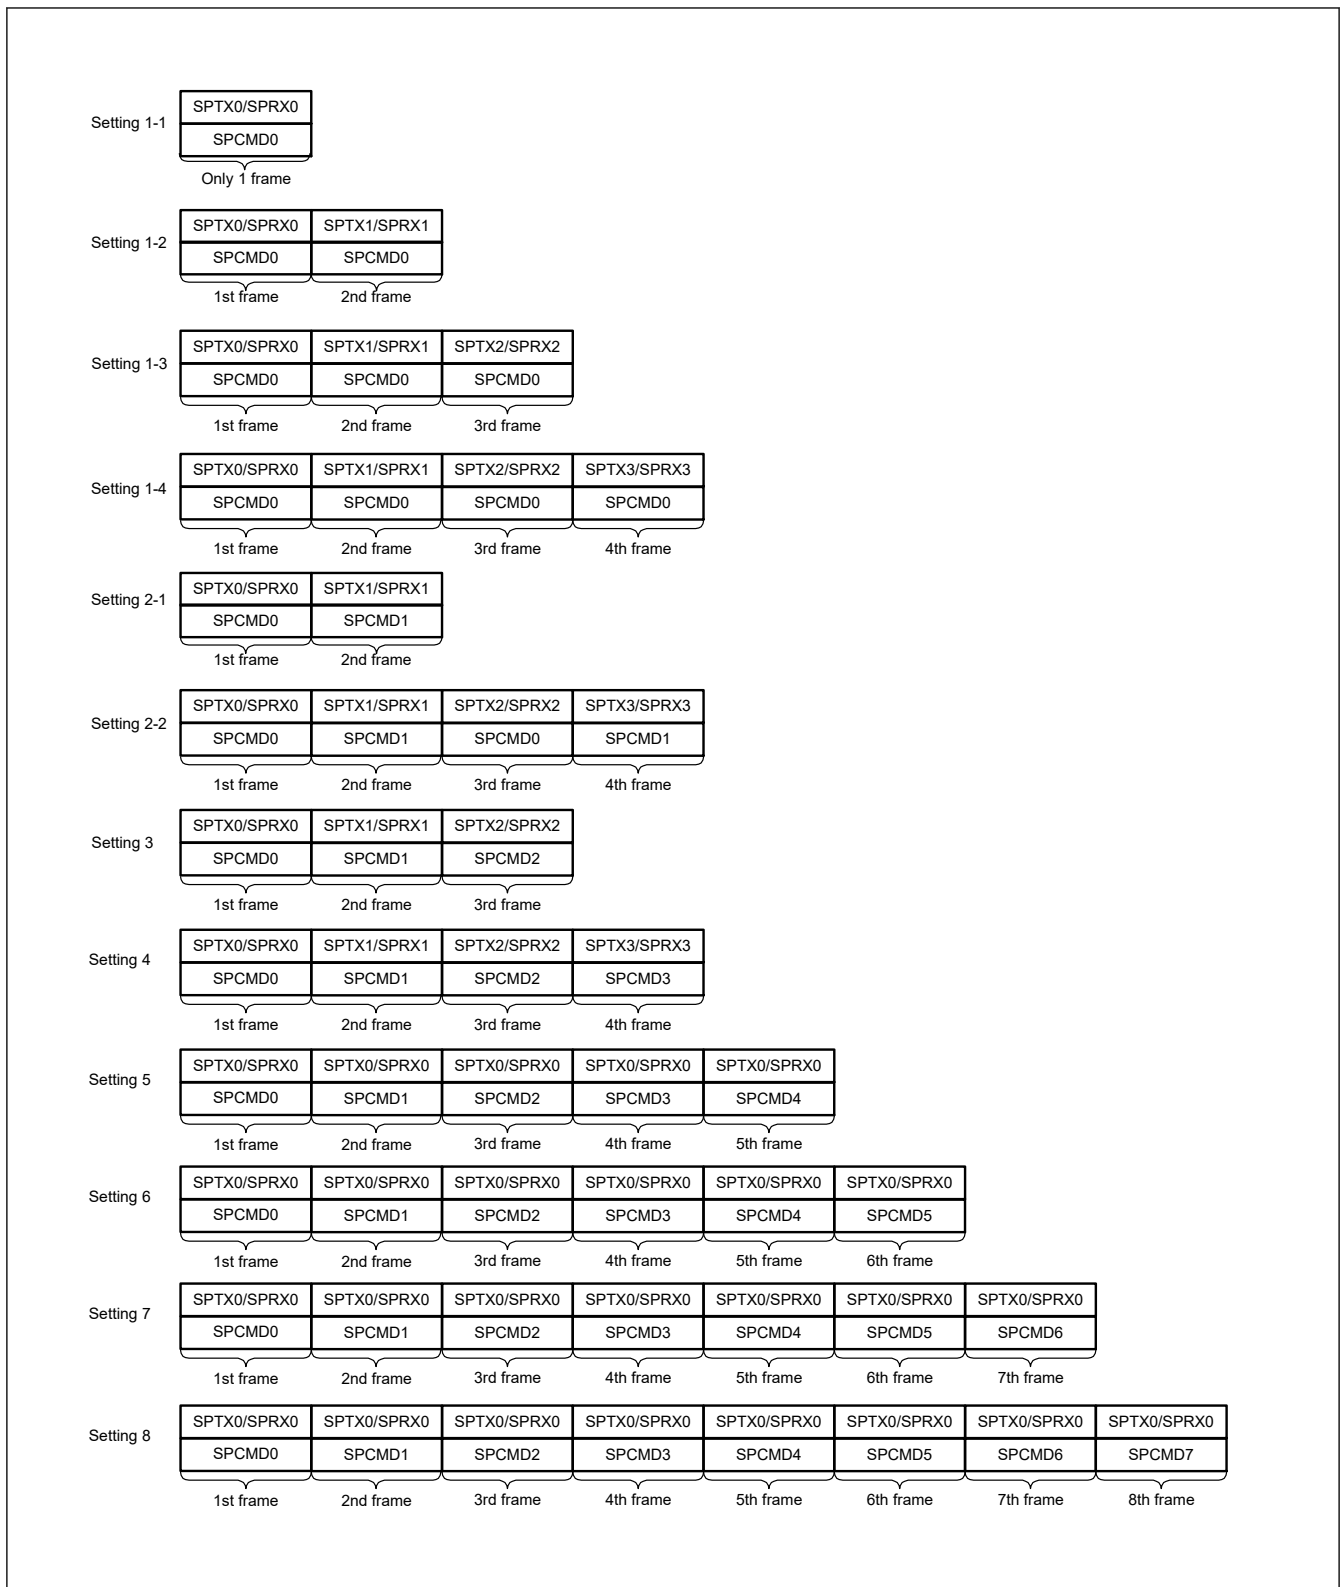 SPTX0/SPRX0
Setting 1-1
SPCMD0
Only 1 frame
SPTX0/SPRX0 SPTX1/SPRX1
Setting 1-2
SPCMD0 SPCMD0
1st frame 2nd frame
SPTX0/SPRX0 SPTX1/SPRX1 SPTX2/SPRX2
Setting 1-3
SPCMD0 SPCMD0 SPCMD0
1st frame 2nd frame 3rd frame
SPTX0/SPRX0 SPTX1/SPRX1 SPTX2/SPRX2 SPTX3/SPRX3
Setting 1-4
SPCMD0 SPCMD0 SPCMD0 SPCMD0
1st frame 2nd frame 3rd frame 4th frame
SPTX0/SPRX0 SPTX1/SPRX1
Setting 2-1
SPCMD0 SPCMD1
1st frame 2nd frame
SPTX0/SPRX0 SPTX1/SPRX1 SPTX2/SPRX2 SPTX3/SPRX3
Setting 2-2
SPCMD0 SPCMD1 SPCMD0 SPCMD1
1st frame 2nd frame 3rd frame 4th frame
SPTX0/SPRX0 SPTX1/SPRX1 SPTX2/SPRX2
Setting 3
SPCMD0 SPCMD1 SPCMD2
1st frame 2nd frame 3rd frame
SPTX0/SPRX0 SPTX1/SPRX1 SPTX2/SPRX2 SPTX3/SPRX3
Setting 4
SPCMD0 SPCMD1 SPCMD2 SPCMD3
1st frame 2nd frame 3rd frame 4th frame
SPTX0/SPRX0 SPTX0/SPRX0 SPTX0/SPRX0 SPTX0/SPRX0 SPTX0/SPRX0
Setting 5
SPCMD0 SPCMD1 SPCMD2 SPCMD3 SPCMD4
1st frame 2nd frame 3rd frame 4th frame 5th frame
SPTX0/SPRX0 SPTX0/SPRX0 SPTX0/SPRX0 SPTX0/SPRX0 SPTX0/SPRX0 SPTX0/SPRX0
Setting 6
SPCMD0 SPCMD1 SPCMD2 SPCMD3 SPCMD4 SPCMD5
1st frame 2nd frame 3rd frame 4th frame 5th frame 6th frame
SPTX0/SPRX0 SPTX0/SPRX0 SPTX0/SPRX0 SPTX0/SPRX0 SPTX0/SPRX0 SPTX0/SPRX0 SPTX0/SPRX0
Setting 7
SPCMD0 SPCMD1 SPCMD2 SPCMD3 SPCMD4 SPCMD5 SPCMD6
1st frame 2nd frame 3rd frame 4th frame 5th frame 6th frame 7th frame
SPTX0/SPRX0 SPTX0/SPRX0 SPTX0/SPRX0 SPTX0/SPRX0 SPTX0/SPRX0 SPTX0/SPRX0 SPTX0/SPRX0 SPTX0/SPRX0
Setting 8
SPCMD0 SPCMD1 SPCMD2 SPCMD3 SPCMD4 SPCMD5 SPCMD6 SPCMD7
1st frame 2nd frame 3rd frame 4th frame 5th frame 6th frame 7th frame 8th frame